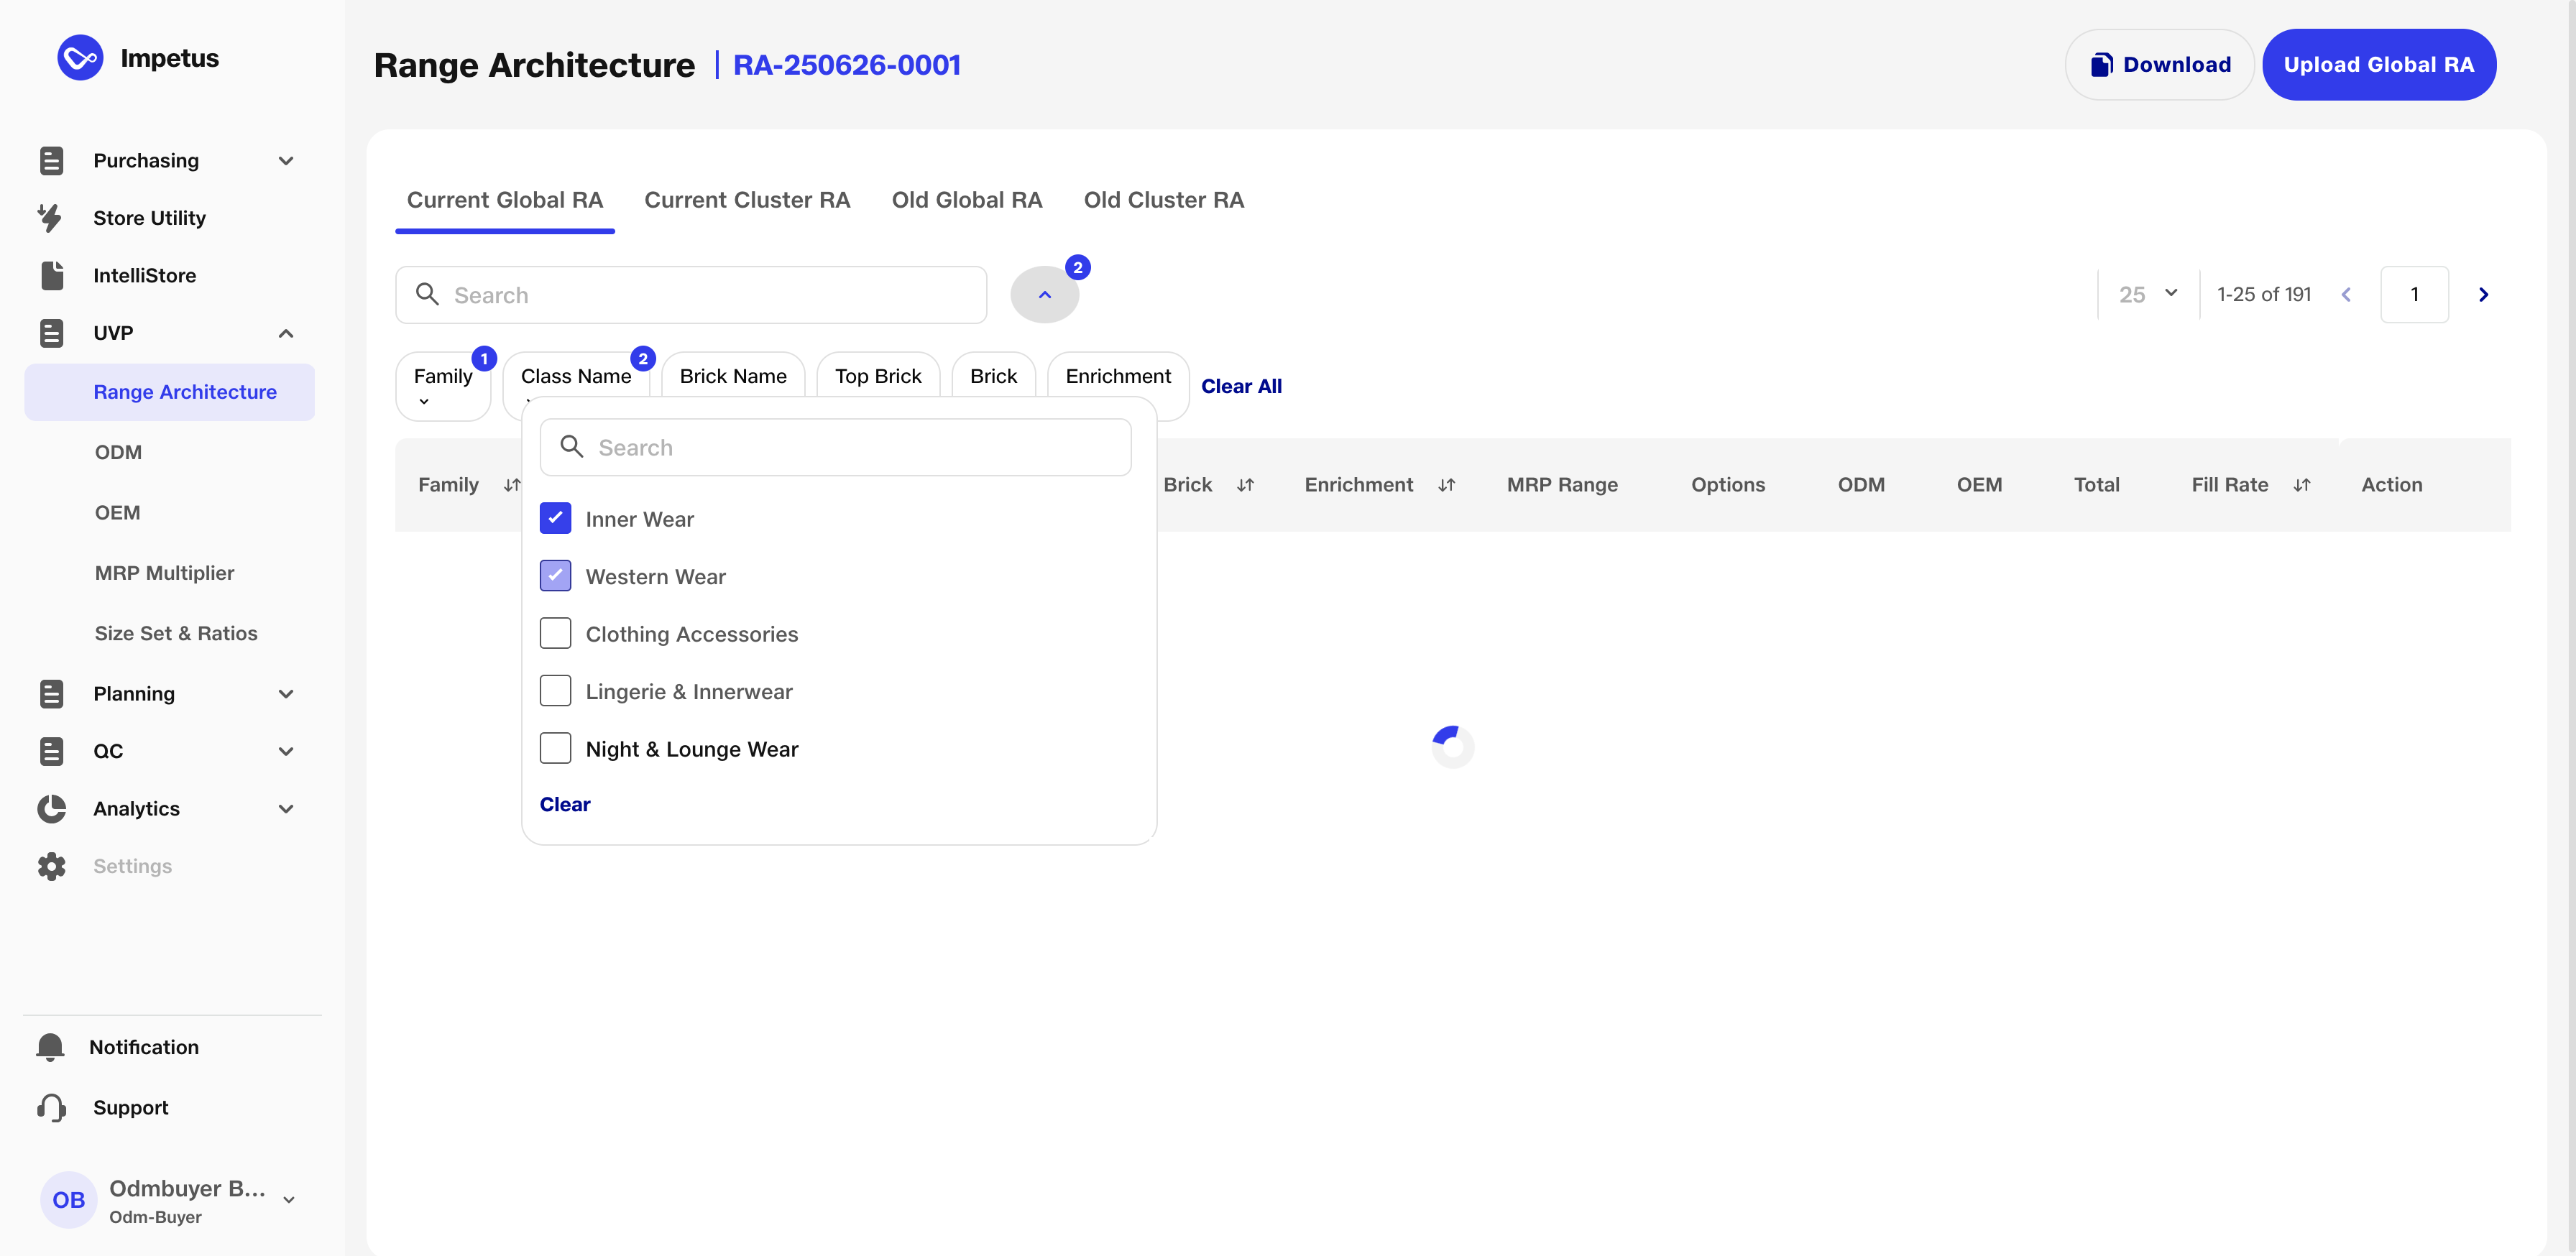 Impetus
Purchasing
Store Utility
IntelliStore
UVP
Range Architecture
ODM
OEM
MRP Multiplier
Size Set & Ratios
Planning
QC
Analytics
Settings
Notification
Support
OB
Odmbuyer B...
Odm-Buyer
Range Architecture | RA-250626-0001
Download
Upload Global RA
Current Global RA Current Cluster RA Old Global RA Old Cluster RA
Search
2
25
1-25 of 191
1
Family 1 Class Name 2 Brick Name Top Brick Brick Enrichment Clear All
Search
Inner Wear
Western Wear
Clothing Accessories
Lingerie & Innerwear
Night & Lounge Wear
Clear
Family Brick Enrichment MRP Range Options ODM OEM Total Fill Rate Action